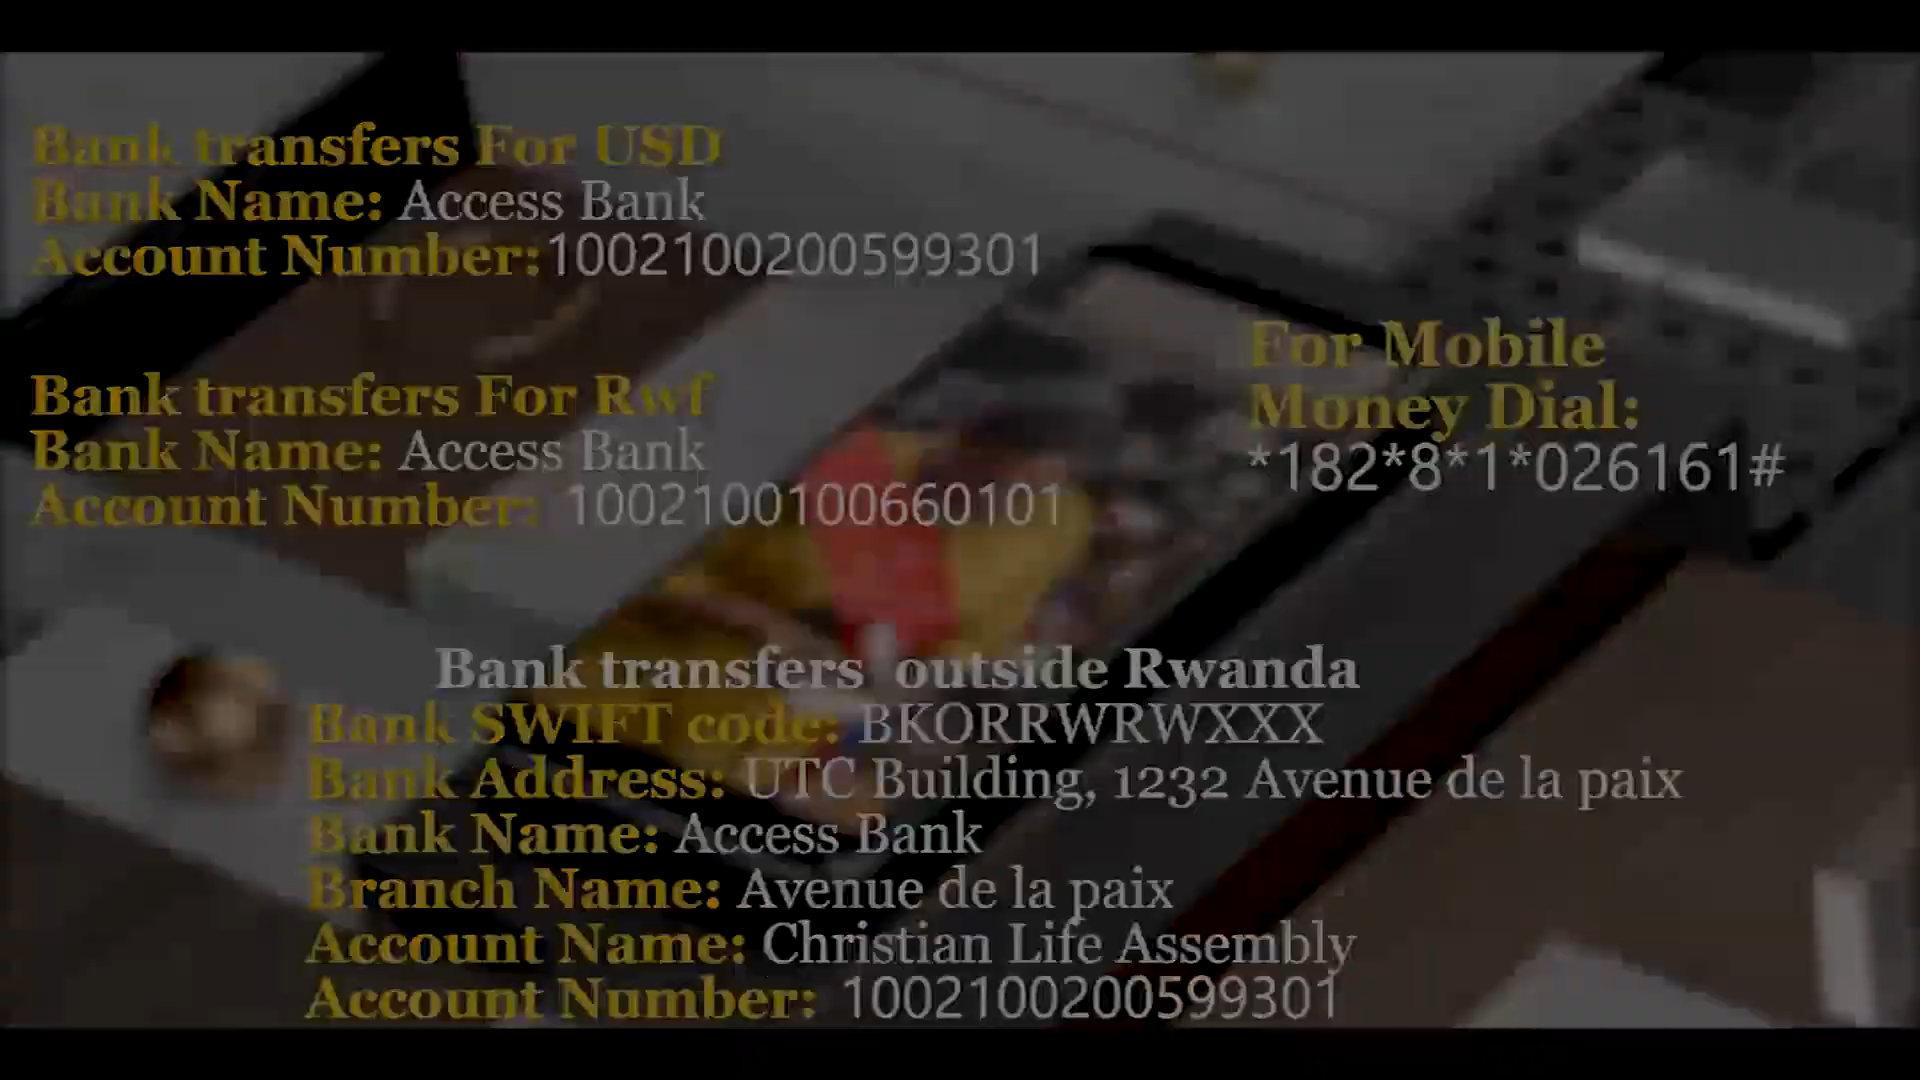 Bank transfers For USD
Bank Name: Access Bank
Account Number:1002100200599301
Bank transfers For Rwf
Bank Name: Access Bank
Account Number: 1002100100660101
For Mobile
Money Dial:
*182*8*1*026161#
Bank transfers outside Rwanda
Bank SWIFT code: BKORRWRWXXX
Bank Address: UTC Building, 1232 Avenue de la paix
Bank Name: Access Bank
Branch Name: Avenue de la paix
Account Name: Christian Life Assembly
Account Number: 1002100200599301